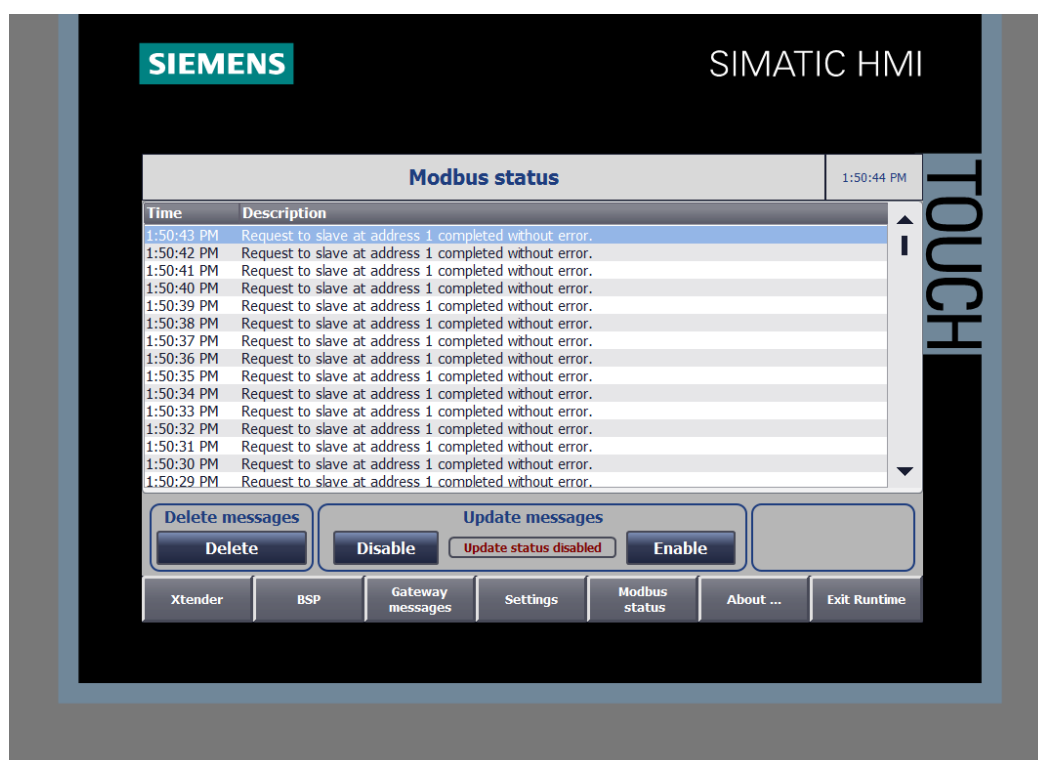 SIEMENS
SIMATIC HMI
TOUCH
Modbus status
1:50:44 PM
Time Description
1:50:43 PM Request to slave at address 1 completed without error.
1:50:42 PM Request to slave at address 1 completed without error.
1:50:41 PM Request to slave at address 1 completed without error.
1:50:40 PM Request to slave at address 1 completed without error.
1:50:39 PM Request to slave at address 1 completed without error.
1:50:38 PM Request to slave at address 1 completed without error.
1:50:37 PM Request to slave at address 1 completed without error.
1:50:36 PM Request to slave at address 1 completed without error.
1:50:35 PM Request to slave at address 1 completed without error.
1:50:34 PM Request to slave at address 1 completed without error.
1:50:33 PM Request to slave at address 1 completed without error.
1:50:32 PM Request to slave at address 1 completed without error.
1:50:31 PM Request to slave at address 1 completed without error.
1:50:30 PM Request to slave at address 1 completed without error.
1:50:29 PM Request to slave at address 1 completed without error.
Delete messages
Update messages
Delete
Disable
Update status disabled
Enable
Xtender
BSP
Gateway
messages
Settings
Modbus
status
About ...
Exit Runtime